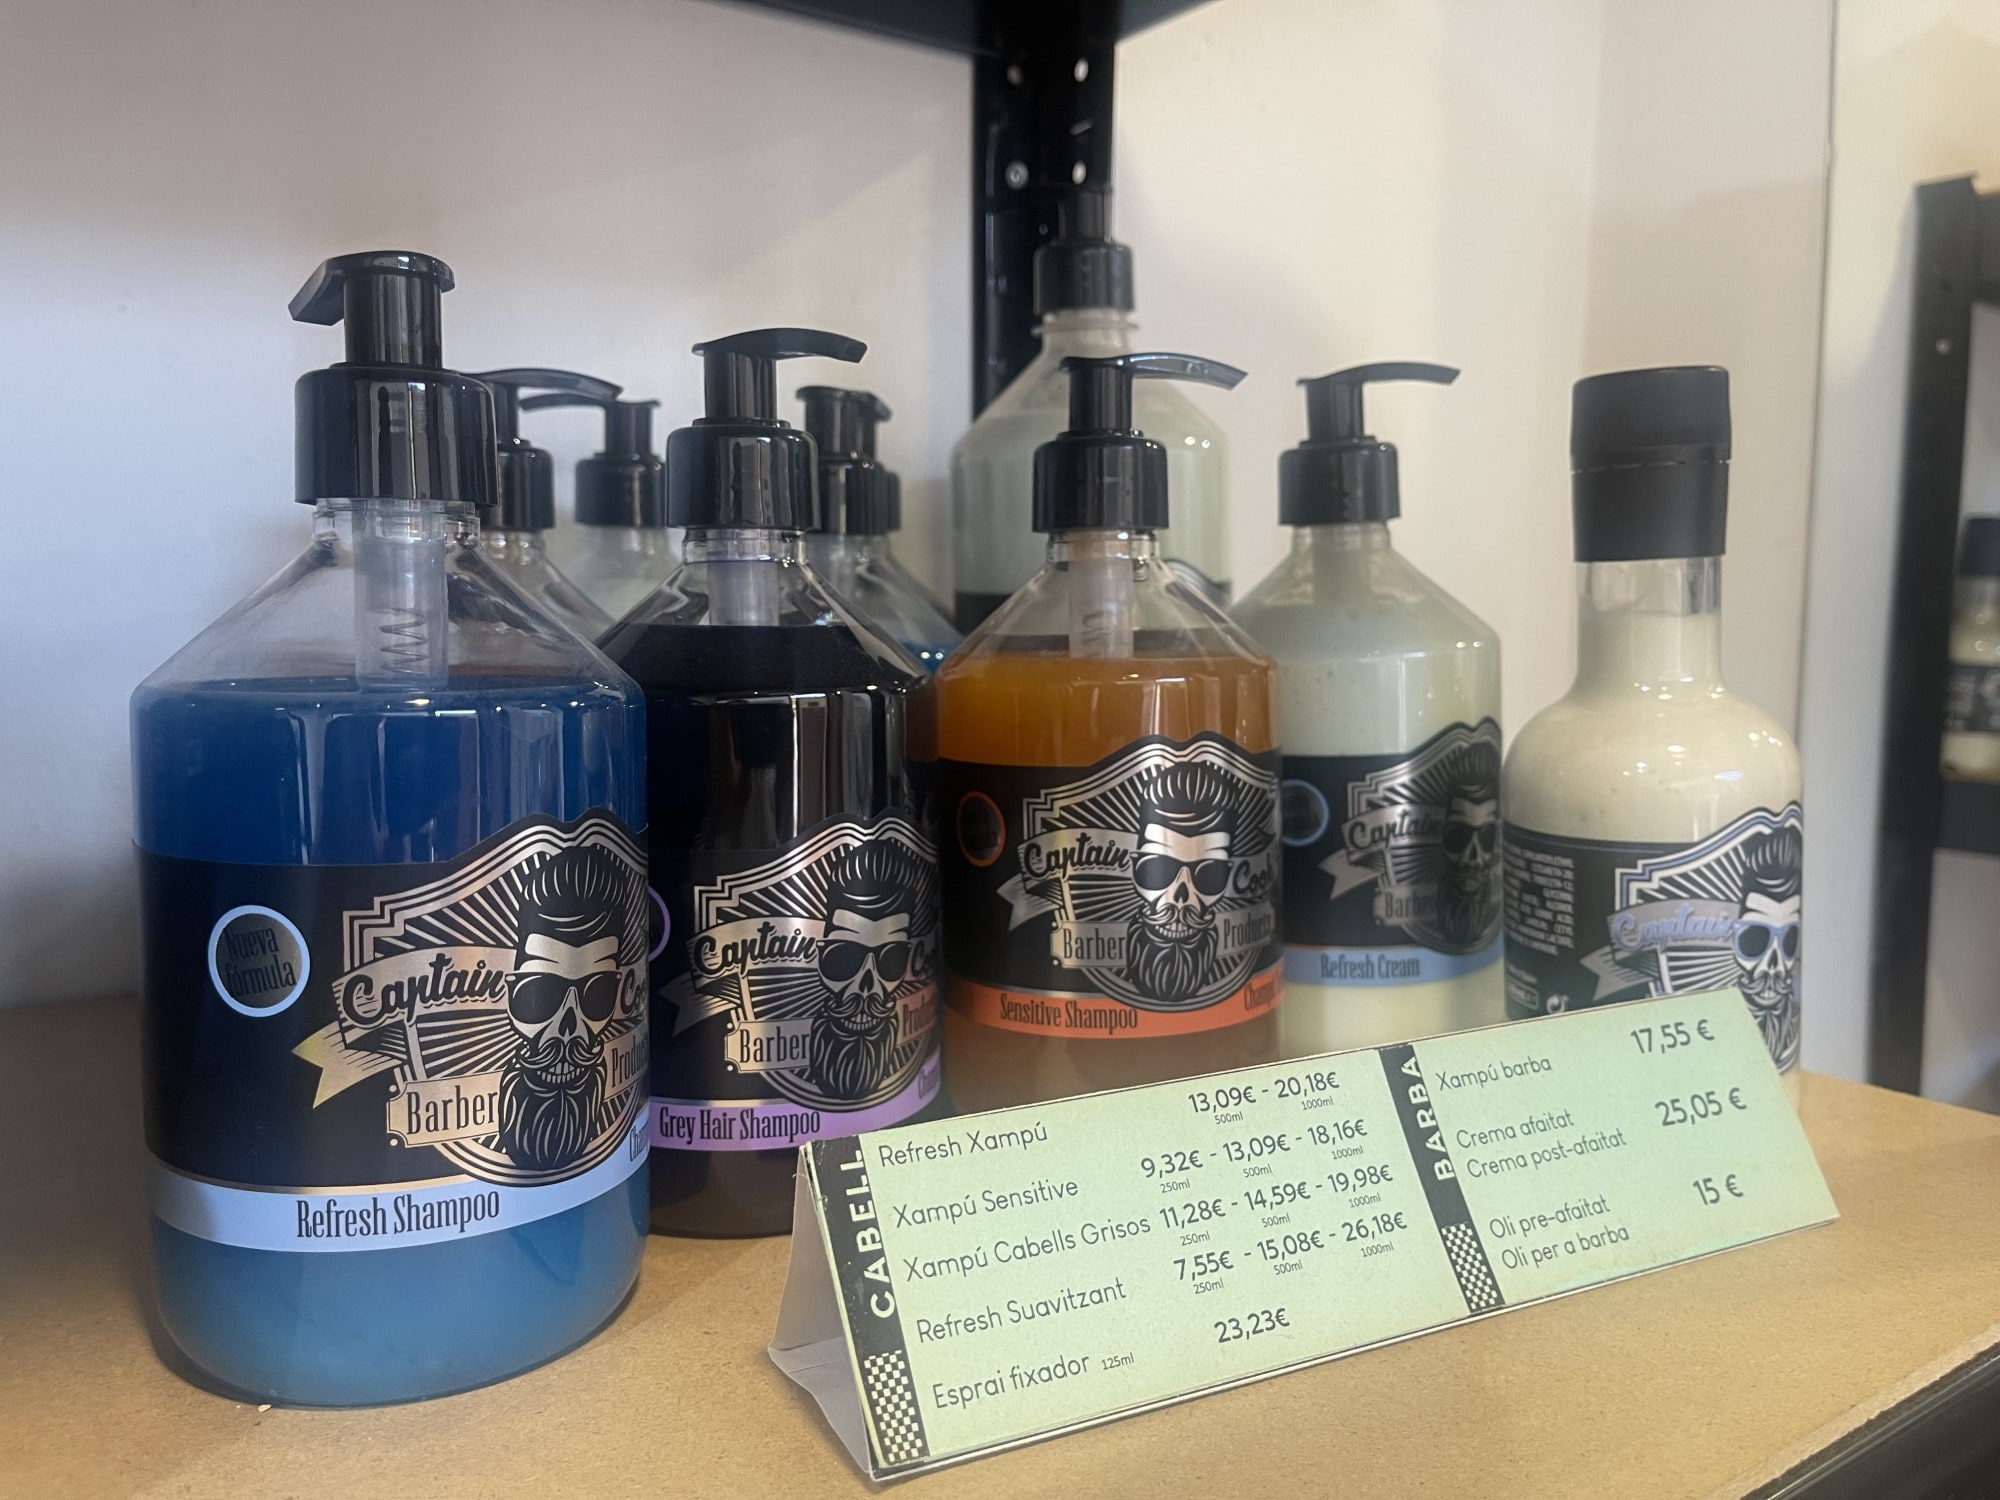 Nueva
fórmula
Captain
Barber
Refresh Shampoo
Captain
Barber
Grey Hair Shampoo
Captain Cook
Barber Products
Sensitive Shampoo
Captain
Barber
Refresh Cream
Captain
CABELL
Refresh Xampú 13,09€ - 20,18€
500ml 1000ml
Xampú Sensitive 9,32€ - 13,09€ - 18,16€
250ml 500ml 1000ml
Xampú Cabells Grisos 11,28€ - 14,59€ - 19,98€
250ml 500ml 1000ml
Refresh Suavitzant 7,55€ - 15,08€ - 26,18€
250ml 500ml 1000ml
Esprai fixador 125ml 23,23€
BARBA
Xampú barba 17,55 €
Crema afaitat
Crema post-afaitat 25,05 €
Oli pre-afaitat
Oli per a barba 15 €